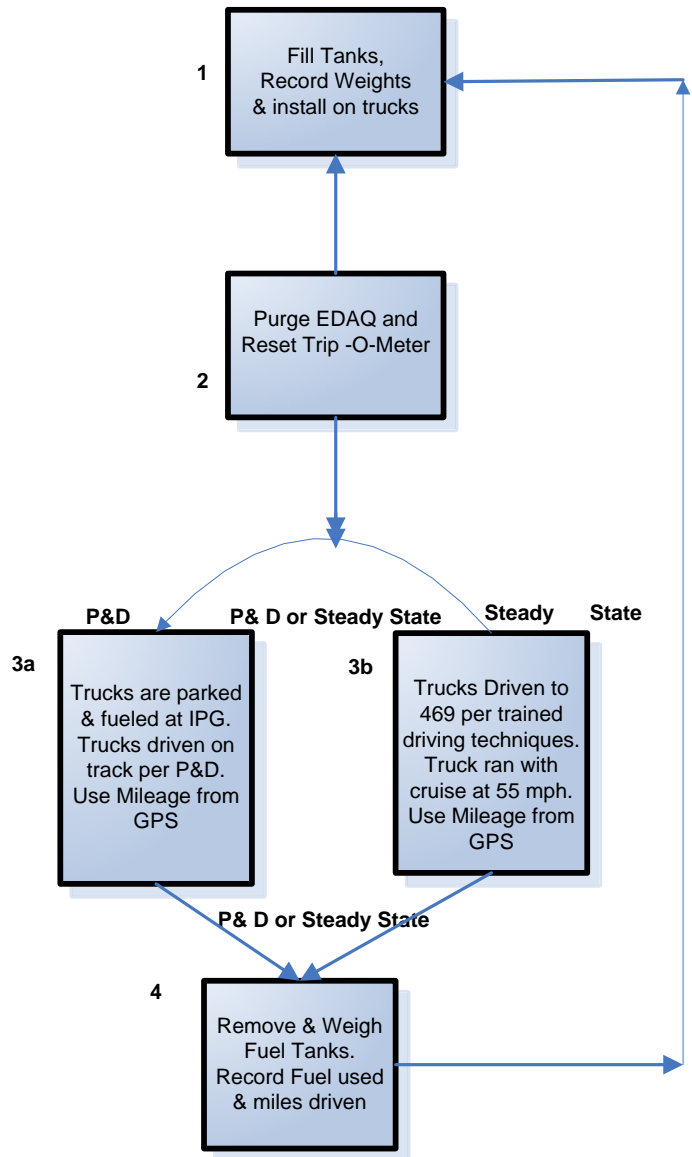 1
Fill Tanks,
Record Weights
& install on trucks
2
Purge EDAQ and
Reset Trip -O-Meter
P&D
P& D or Steady State
Steady State
3a
Trucks are parked
& fueled at IPG.
Trucks driven on
track per P&D.
Use Mileage from
GPS
3b
Trucks Driven to
469 per trained
driving techniques.
Truck ran with
cruise at 55 mph.
Use Mileage from
GPS
P& D or Steady State
4
Remove & Weigh
Fuel Tanks.
Record Fuel used
& miles driven